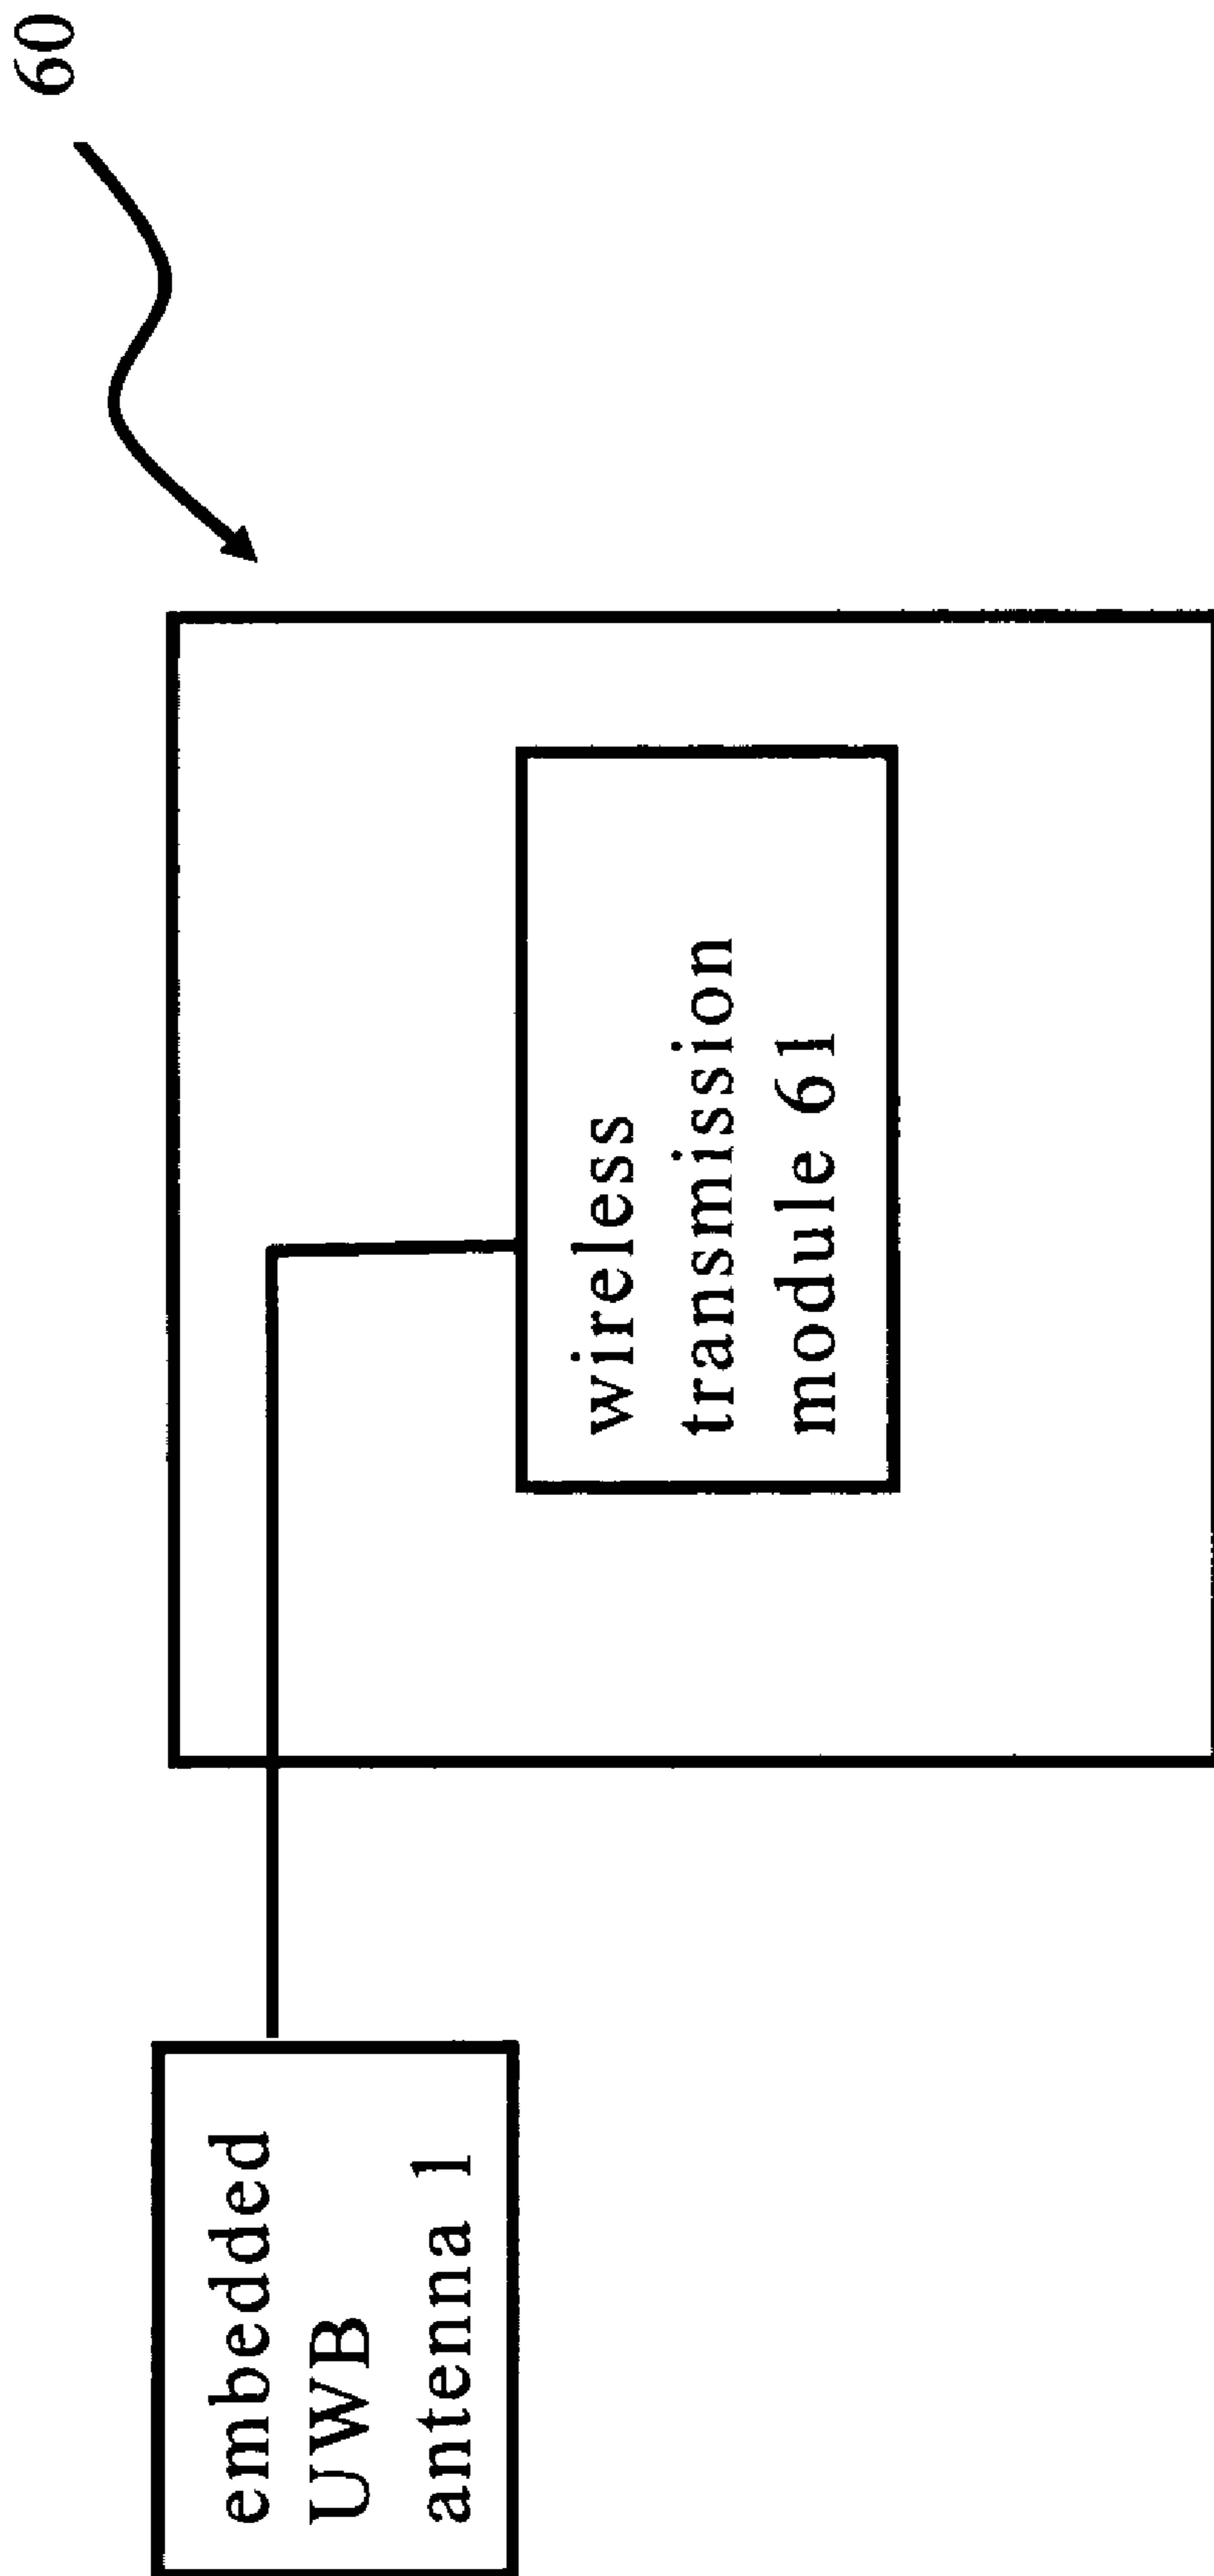 60
embedded
UWB
antenna 1
wireless
transmission
module 61